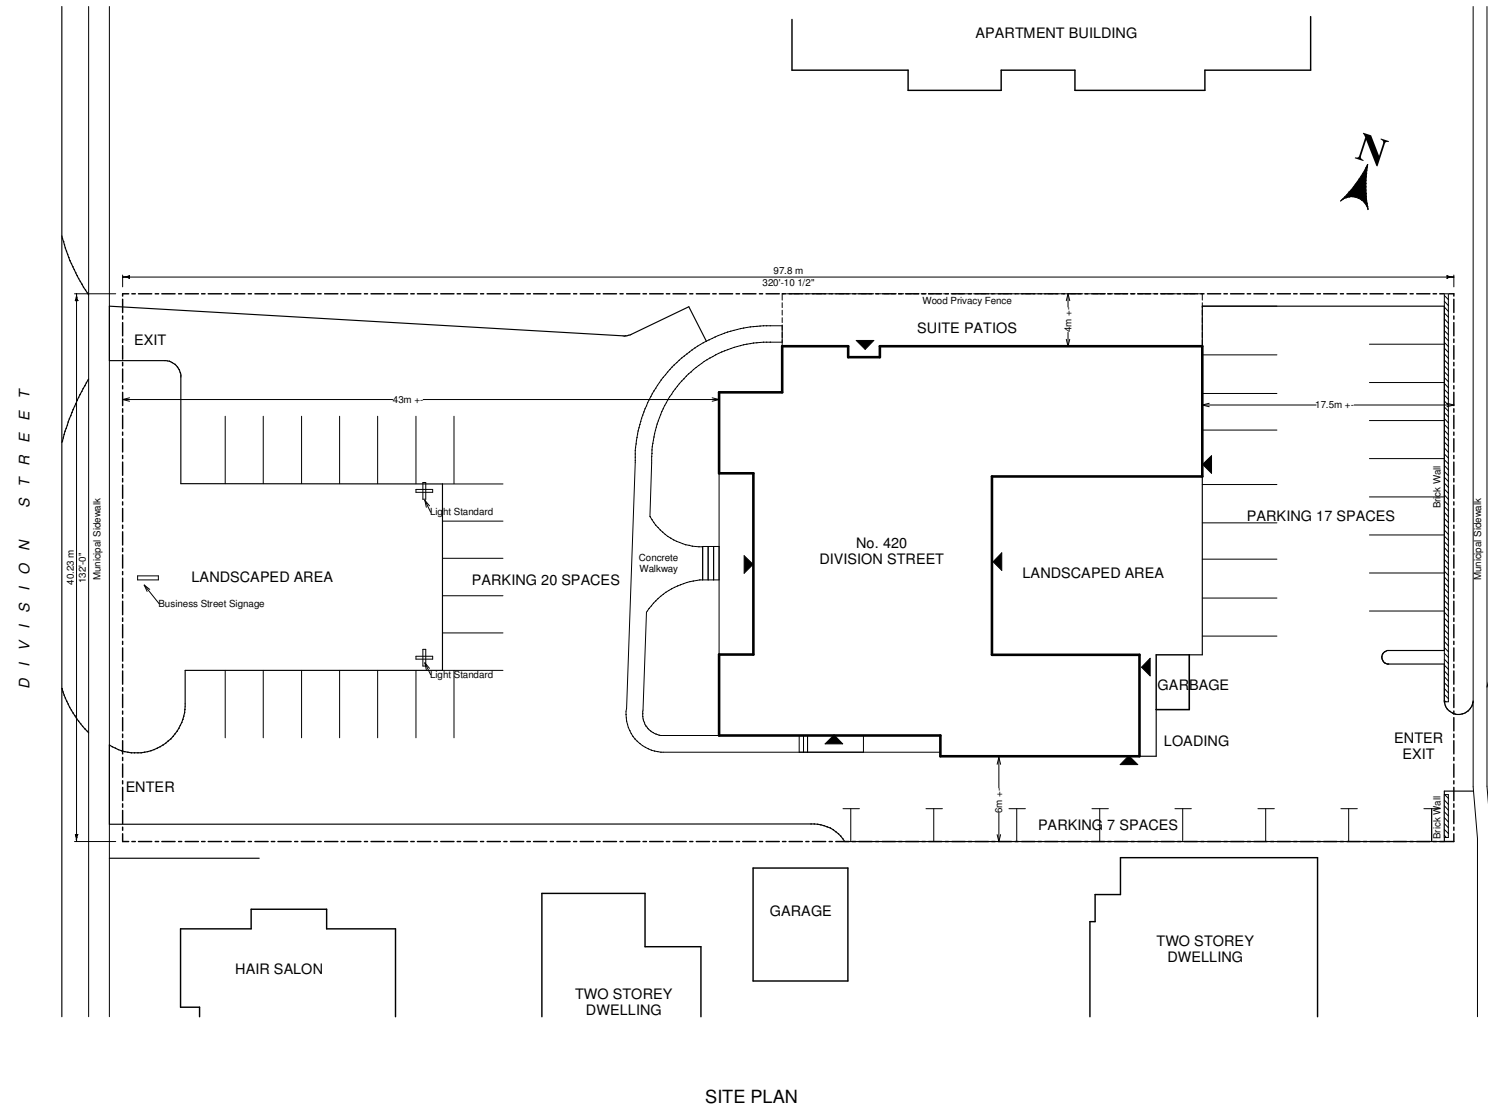 APARTMENT BUILDING
N
97.8 m
320'-10 1/2"
Wood Privacy Fence
SUITE PATIOS
4m +
EXIT
43m +
17.5m +
DIVISION STREET
40.23 m
132'-0"
Municipal Sidewalk
Light Standard
Brick Wall
PARKING 17 SPACES
Municipal Sidewalk
No. 420
DIVISION STREET
Concrete
Walkway
LANDSCAPED AREA
LANDSCAPED AREA
PARKING 20 SPACES
Business Street Signage
Light Standard
GARBAGE
LOADING
ENTER
EXIT
ENTER
6m +
PARKING 7 SPACES
Brick Wall
GARAGE
HAIR SALON
TWO STOREY
DWELLING
TWO STOREY
DWELLING
SITE PLAN